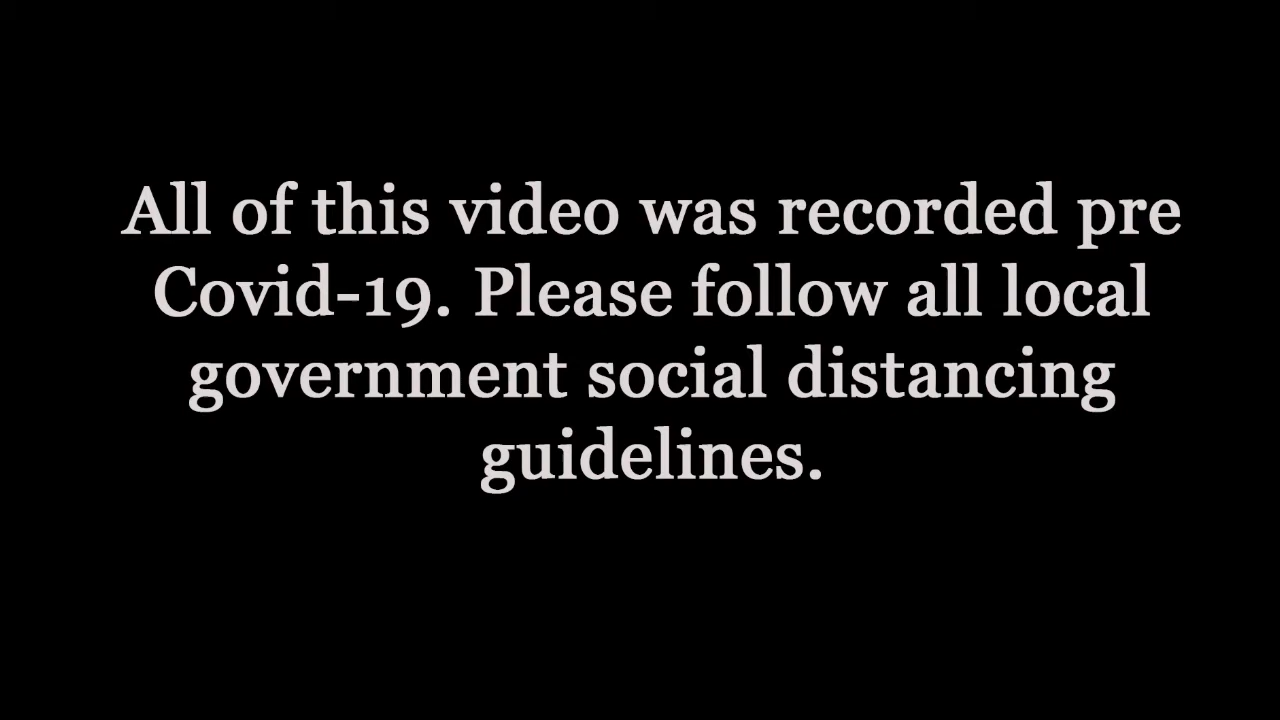 All of this video was recorded pre
Covid-19. Please follow all local
government social distancing
guidelines.